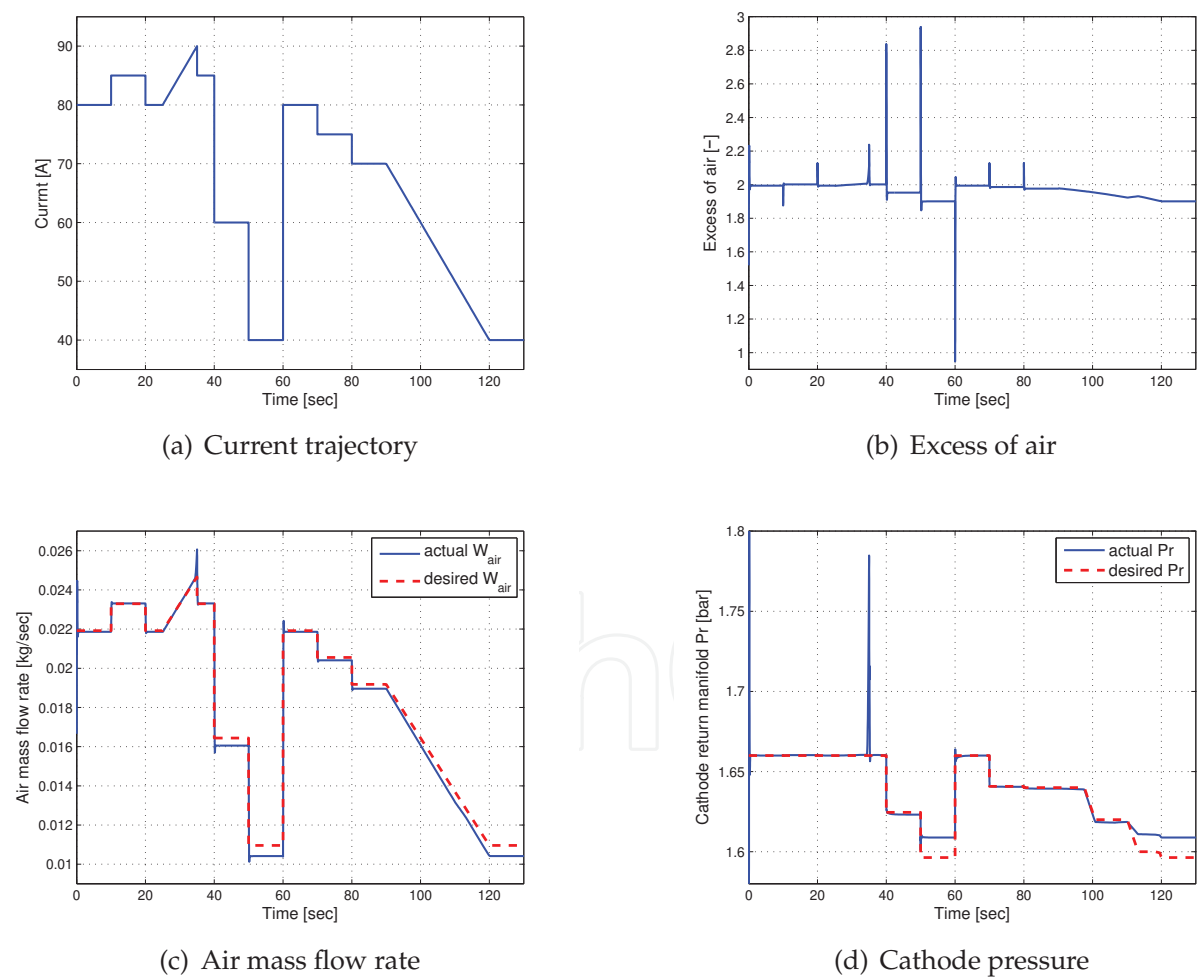 90
80
70
60
50
40
Currnt [A]
0 20 40 60 80 100 120
Time [sec]
(a) Current trajectory
3
2.8
2.6
2.4
2.2
2
1.8
1.6
1.4
1.2
1
Excess of air [−]
0 20 40 60 80 100 120
Time [sec]
(b) Excess of air
0.026
0.024
0.022
0.02
0.018
0.016
0.014
0.012
0.01
Air mass flow rate [kg/sec]
actual W_air
desired W_air
0 20 40 60 80 100 120
Time [sec]
(c) Air mass flow rate
1.8
1.75
1.7
1.65
1.6
Cathode return manifold Pr [bar]
actual Pr
desired Pr
0 20 40 60 80 100 120
Time [sec]
(d) Cathode pressure